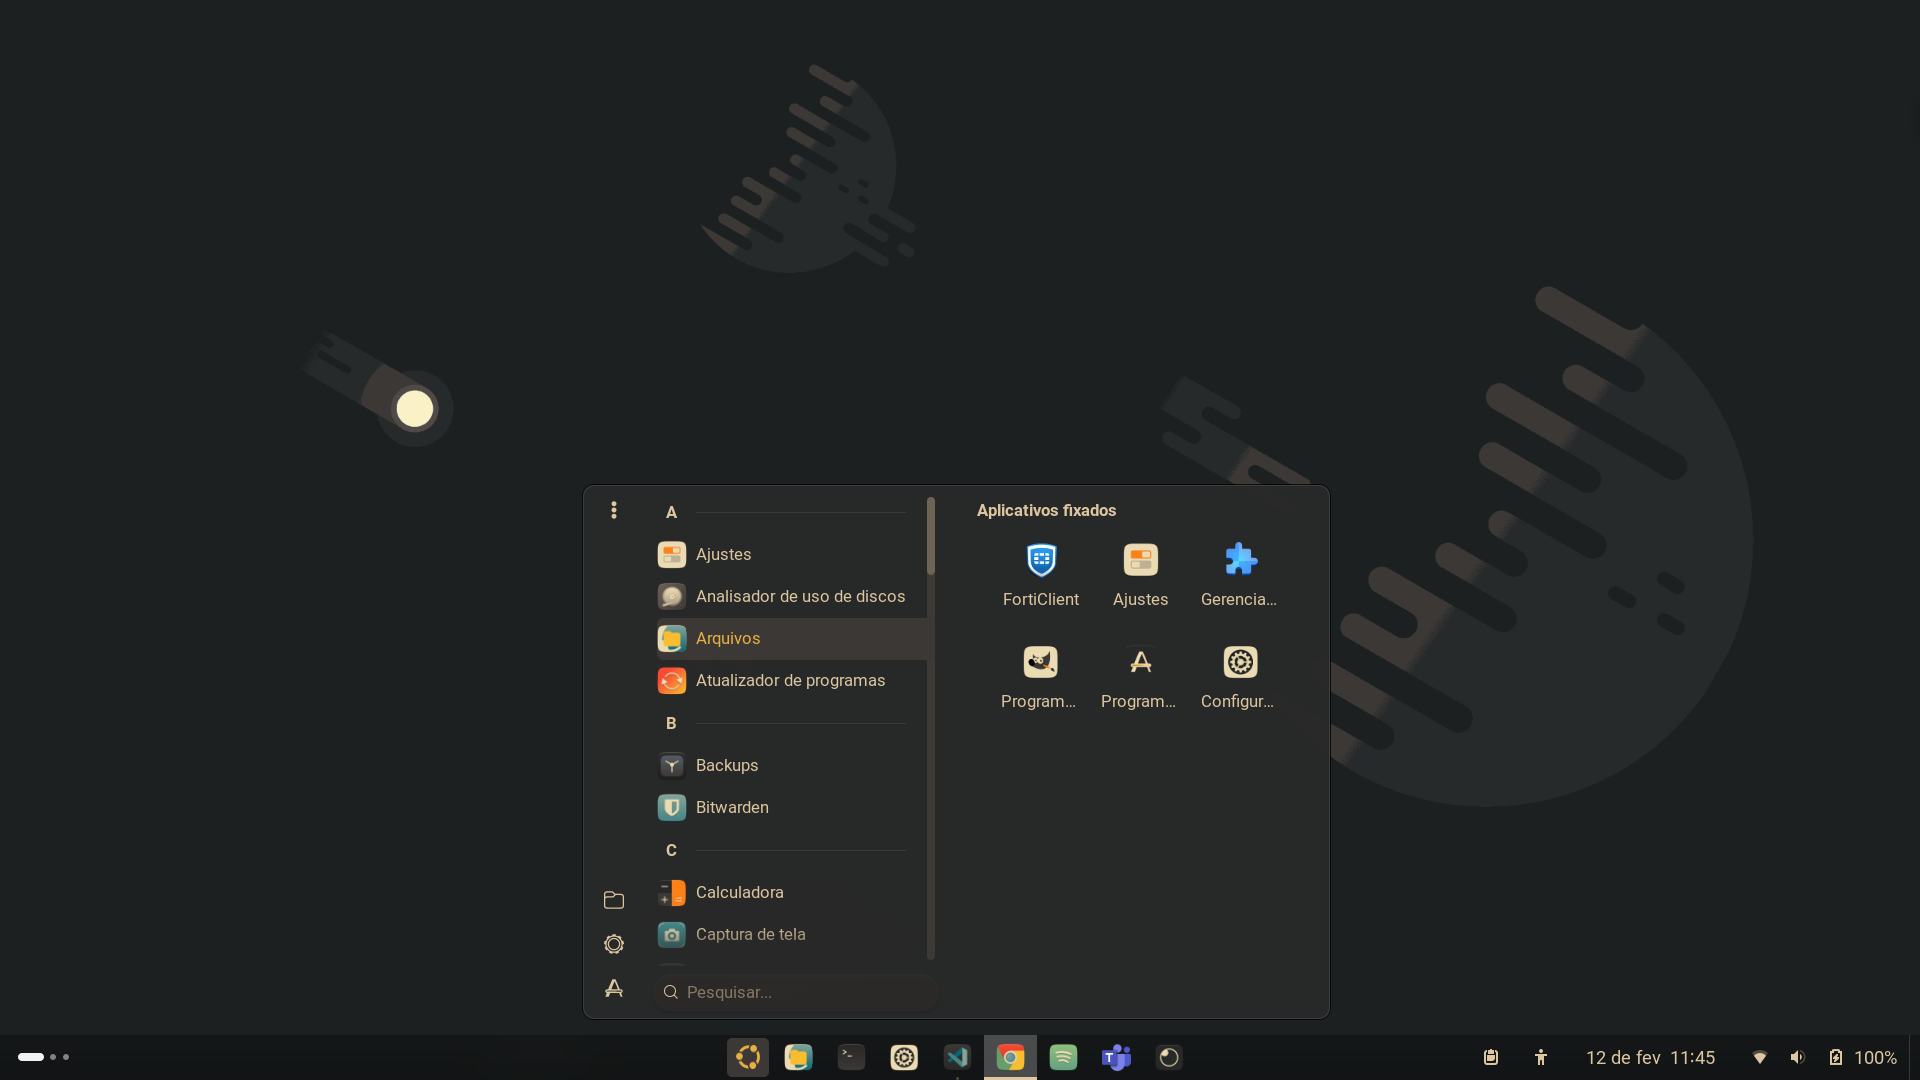 A
Ajustes
Analisador de uso de discos
Arquivos
Atualizador de programas
B
Backups
Bitwarden
C
Calculadora
Captura de tela
Pesquisar...
Aplicativos fixados
FortiClient
Ajustes
Gerencia...
Program...
Program...
Configur...
12 de fev 11:45
100%